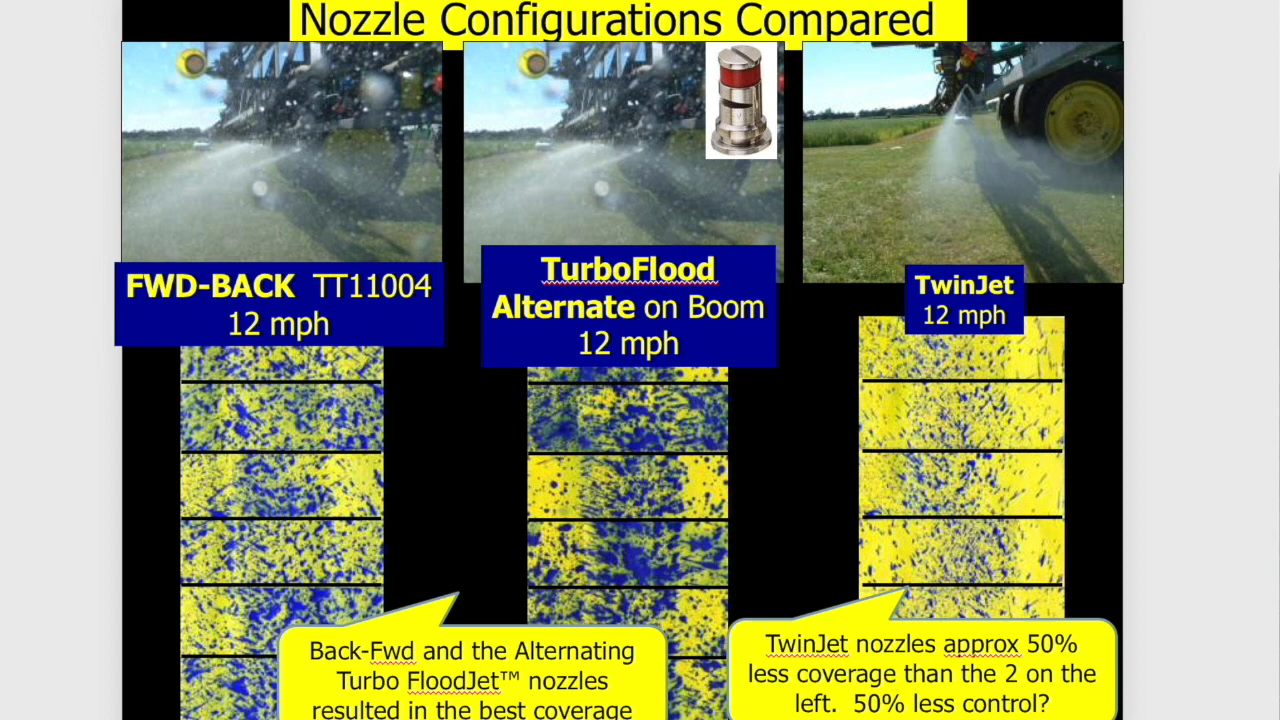 Nozzle Configurations Compared
FWD-BACK TT11004
12 mph
TurboFlood
Alternate on Boom
12 mph
TwinJet
12 mph
Back-Fwd and the Alternating
Turbo FloodJet™ nozzles
resulted in the best coverage
TwinJet nozzles approx 50%
less coverage than the 2 on the
left. 50% less control?